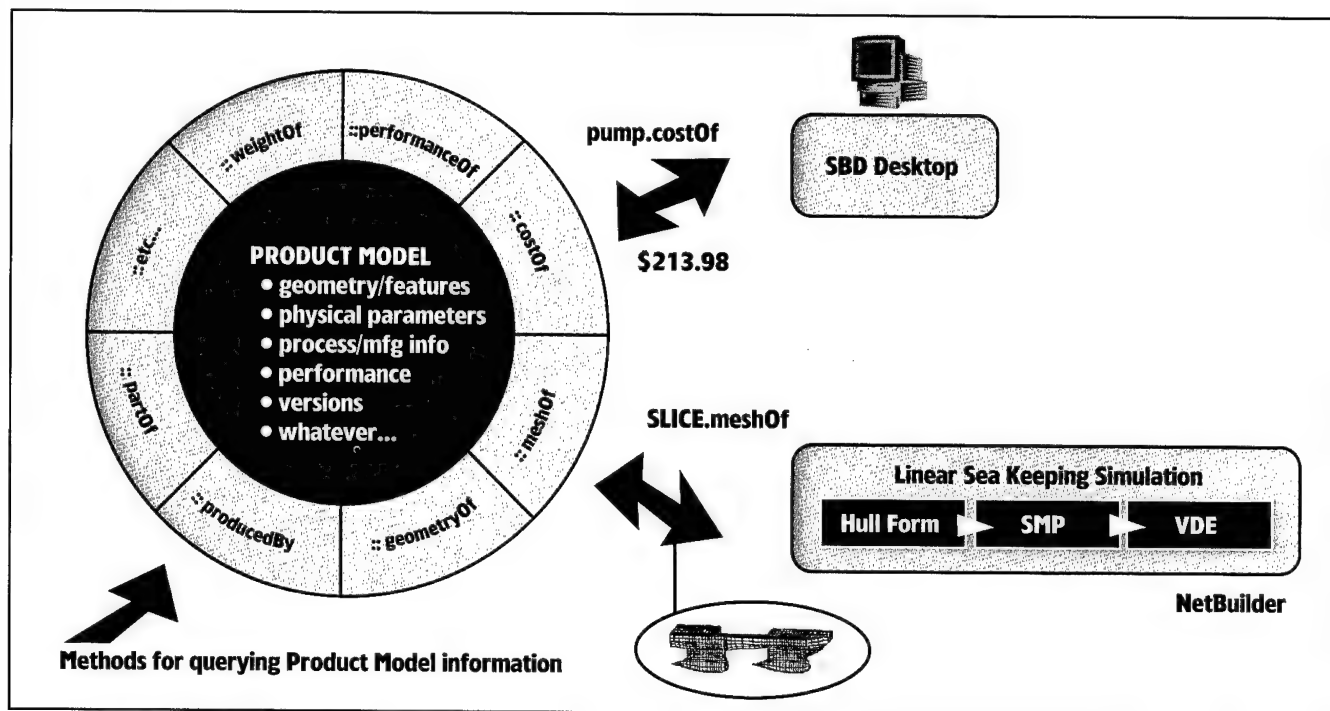 :: weightOf
::performanceOf
:: costOf
:: meshOf
:: geometryOf
:: producedBy
:: partOf
::etc...
PRODUCT MODEL
• geometry/features
• physical parameters
• process/mfg info
• performance
• versions
• whatever...
Methods for querying Product Model information
pump.costOf
$213.98
SBD Desktop
SLICE.meshOf
Linear Sea Keeping Simulation
Hull Form
SMP
VDE
NetBuilder